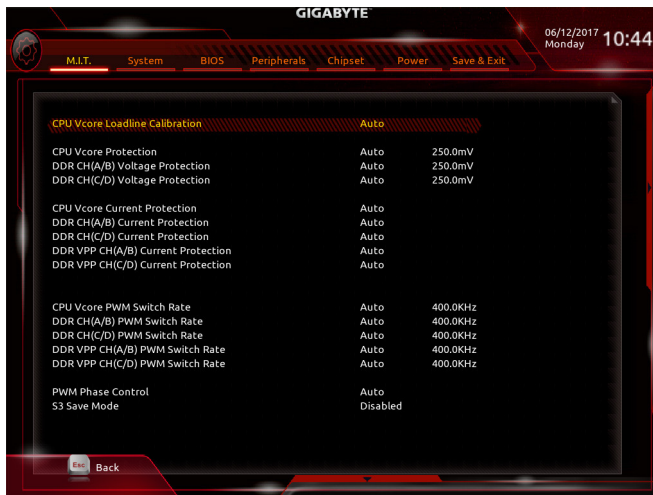 GIGABYTE
06/12/2017 Monday 10:44
M.I.T. System BIOS Peripherals Chipset Power Save & Exit
CPU Vcore Loadline Calibration Auto
CPU Vcore Protection Auto 250.0mV
DDR CH(A/B) Voltage Protection Auto 250.0mV
DDR CH(C/D) Voltage Protection Auto 250.0mV
CPU Vcore Current Protection Auto
DDR CH(A/B) Current Protection Auto
DDR CH(C/D) Current Protection Auto
DDR VPP CH(A/B) Current Protection Auto
DDR VPP CH(C/D) Current Protection Auto
CPU Vcore PWM Switch Rate Auto 400.0KHz
DDR CH(A/B) PWM Switch Rate Auto 400.0KHz
DDR CH(C/D) PWM Switch Rate Auto 400.0KHz
DDR VPP CH(A/B) PWM Switch Rate Auto 400.0KHz
DDR VPP CH(C/D) PWM Switch Rate Auto 400.0KHz
PWM Phase Control Auto
S3 Save Mode Disabled
Esc Back